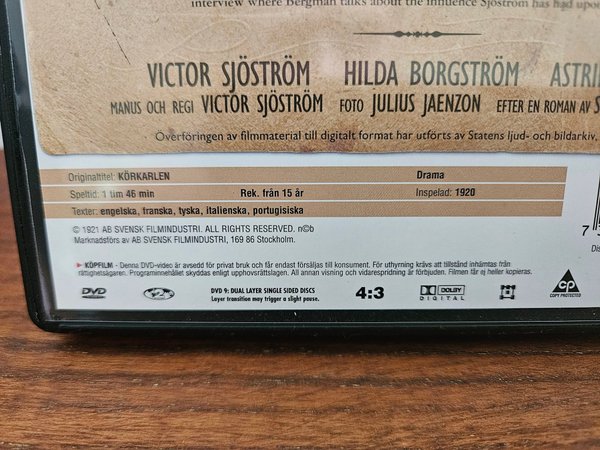 interview where Bergman talks about the influence Sjöström has had upon
VICTOR SJÖSTRÖM HILDA BORGSTRÖM ASTRI
MANUS OCH REGI VICTOR SJÖSTRÖM FOTO JULIUS JAENZON EFTER EN ROMAN AV S
Överföringen av filmmaterial till digitalt format har utförts av Statens ljud- och bildarkiv,
Originaltitel: KÖRKARLEN Drama
Speltid: 1 tim 46 min Rek. från 15 år Inspelad: 1920
Texter: engelska, franska, tyska, italienska, portugisiska
© 1921 AB SVENSK FILMINDUSTRI. ALL RIGHTS RESERVED. n©b
Marknadsförs av AB SVENSK FILMINDUSTRI, 169 86 Stockholm.
7
Dis
► KÖPFILM - Denna DVD-video är avsedd för privat bruk och får endast försäljas till konsument. För uthyrning krävs att tillstånd inhämtas från
rättighetsägaren. Programinnehållet skyddas enligt upphovsrättslagen. All annan visning och vidarespridning är förbjuden. Filmen får ej heller kopieras.
DVD 2 DVD 9: DUAL LAYER SINGLE SIDED DISCS 4:3 DOLBY cp
VIDEO Layer transition may trigger a slight pause. DIGITAL COPY PROTECTED